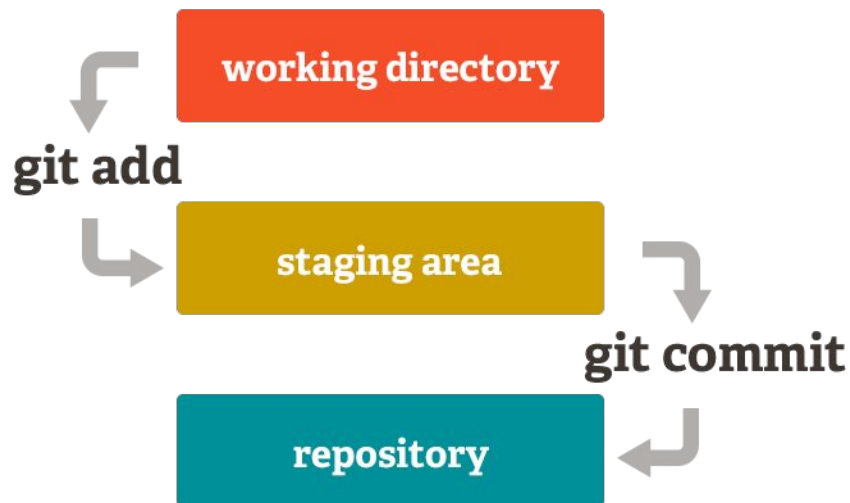 working directory
git add
staging area
git commit
repository